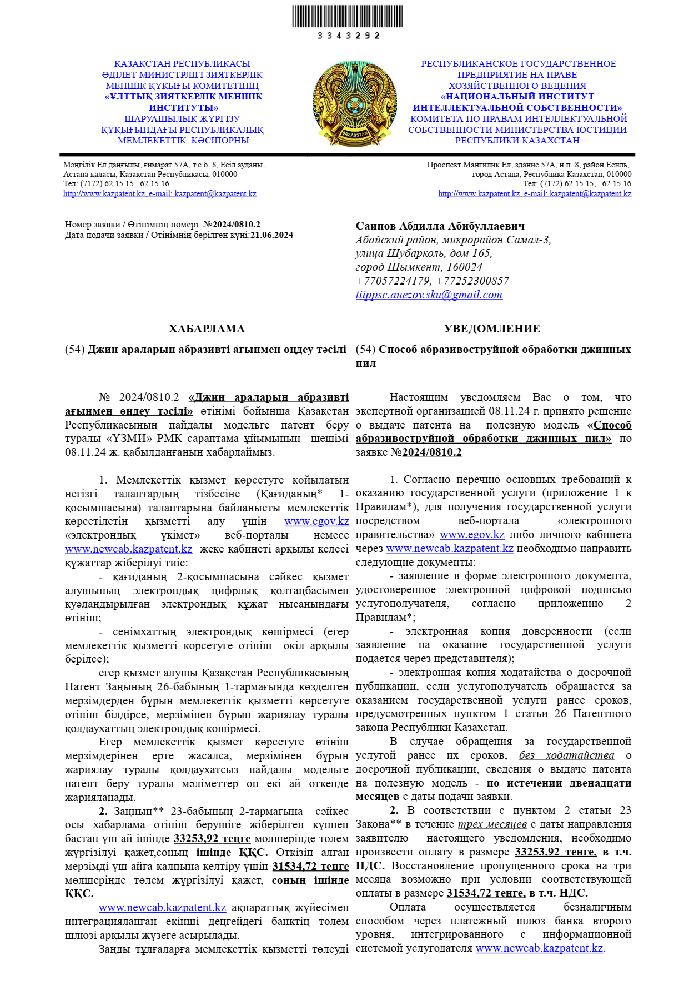 3343292
ҚАЗАҚСТАН РЕСПУБЛИКАСЫ
ӘДІЛЕТ МИНИСТРЛІГІ ЗИЯТКЕРЛІК
МЕНШІК ҚҰҚЫҒЫ КОМИТЕТІНІҢ
«ҰЛТТЫҚ ЗИЯТКЕРЛІК МЕНШІК
ИНСТИТУТЫ»
ШАРУАШЫЛЫҚ ЖҮРГІЗУ
ҚҰҚЫҒЫНДАҒЫ РЕСПУБЛИКАЛЫҚ
МЕМЛЕКЕТТІК КӘСІПОРНЫ
QAZAQSTAN
РЕСПУБЛИКАНСКОЕ ГОСУДАРСТВЕННОЕ
ПРЕДПРИЯТИЕ НА ПРАВЕ
ХОЗЯЙСТВЕННОГО ВЕДЕНИЯ
«НАЦИОНАЛЬНЫЙ ИНСТИТУТ
ИНТЕЛЛЕКТУАЛЬНОЙ СОБСТВЕННОСТИ»
КОМИТЕТА ПО ПРАВАМ ИНТЕЛЛЕКТУАЛЬНОЙ
СОБСТВЕННОСТИ МИНИСТЕРСТВА ЮСТИЦИИ
РЕСПУБЛИКИ КАЗАХСТАН
Мәңгілік Ел даңғылы, ғимарат 57А, т.е.б. 8, Есіл ауданы,
Астана қаласы, Қазақстан Республикасы, 010000
Тел: (7172) 62 15 15, 62 15 16
http://www.kazpatent.kz, e-mail: kazpatent@kazpatent.kz
Проспект Мангилик Ел, здание 57А, н.п. 8, район Есиль,
город Астана, Республика Казахстан, 010000
Тел: (7172) 62 15 15, 62 15 16
http://www.kazpatent.kz, e-mail: kazpatent@kazpatent.kz
Номер заявки / Өтінімнің нөмері :№2024/0810.2
Дата подачи заявки / Өтінімнің берілген күні:21.06.2024
Саипов Абдилла Абибуллаевич
Абайский район, микрорайон Самал-3,
улица Шубарколь, дом 165,
город Шымкент, 160024
+77057224179, +77252300857
tiippsc.auezov.sku@gmail.com
ХАБАРЛАМА
(54) Джин араларын абразивті ағынмен өңдеу тәсілі
№ 2024/0810.2 «Джин араларын абразивті
ағынмен өңдеу тәсілі» өтінімі бойынша Қазақстан
Республикасының пайдалы модельге патент беру
туралы «ҰЗМИ» РМК сараптама ұйымының шешімі
08.11.24 ж. қабылданғанын хабарлаймыз.
1. Мемлекеттік қызмет көрсетуге қойылатын
негізгі талаптардың тізбесіне (Қағиданың* 1-
қосымшасына) талаптарына байланысты мемлекеттік
көрсетілетін қызметті алу үшін www.egov.kz
«электрондық үкімет» веб-порталы немесе
www.newcab.kazpatent.kz жеке кабинеті арқылы келесі
құжаттар жіберілуі тиіс:
- қағиданың 2-қосымшасына сәйкес қызмет
алушының электрондық цифрлық қолтаңбасымен
куәландырылған электрондық құжат нысанындағы
өтініш;
- сенімхаттың электрондық көшірмесі (егер
мемлекеттік қызметті көрсетуге өтініш өкіл арқылы
берілсе);
егер қызмет алушы Қазақстан Республикасының
Патент Заңының 26-бабының 1-тармағында көзделген
мерзімдерден бұрын мемлекеттік қызметті көрсетуге
өтініш білдірсе, мерзімінен бұрын жариялау туралы
қолдаухаттың электрондық көшірмесі.
Егер мемлекеттік қызмет көрсетуге өтініш
мерзімдерінен ерте жасалса, мерзімінен бұрын
жариялау туралы қолдаухатсыз пайдалы модельге
патент беру туралы мәліметтер он екі ай өткенде
жарияланады.
2. Заңның** 23-бабының 2-тармағына сәйкес
осы хабарлама өтініш берушіге жіберілген күннен
бастап үш ай ішінде 33253,92 теңге мөлшерінде төлем
жүргізілуі қажет,соның ішінде ҚҚС. Өткізіп алған
мерзімді үш айға қалпына келтіру үшін 31534,72 теңге
мөлшерінде төлем жүргізілуі қажет, соның ішінде
ҚҚС.
www.newcab.kazpatent.kz ақпараттық жүйесімен
интеграцияланған екінші деңгейдегі банктің төлем
шлюзі арқылы жүзеге асырылады.
Заңды тұлғаларға мемлекеттік қызметті төлеуді
УВЕДОМЛЕНИЕ
(54) Способ абразивоструйной обработки джинных
пил
Настоящим уведомляем Вас о том, что
экспертной организацией 08.11.24 г. принято решение
о выдаче патента на полезную модель «Способ
абразивоструйной обработки джинных пил» по
заявке №2024/0810.2
1. Согласно перечню основных требований к
оказанию государственной услуги (приложение 1 к
Правилам*), для получения государственной услуги
посредством веб-портала «электронного
правительства» www.egov.kz либо личного кабинета
через www.newcab.kazpatent.kz необходимо направить
следующие документы:
- заявление в форме электронного документа,
удостоверенное электронной цифровой подписью
услугополучателя, согласно приложению 2
Правилам*;
- электронная копия доверенности (если
заявление на оказание государственной услуги
подается через представителя);
- электронная копия ходатайства о досрочной
публикации, если услугополучатель обращается за
оказанием государственной услуги ранее сроков,
предусмотренных пунктом 1 статьи 26 Патентного
закона Республики Казахстан.
В случае обращения за государственной
услугой ранее их сроков, без ходатайства о
досрочной публикации, сведения о выдаче патента
на полезную модель - по истечении двенадцати
месяцев с даты подачи заявки.
2. В соответствии с пунктом 2 статьи 23
Закона** в течение трех месяцев с даты направления
заявителю настоящего уведомления, необходимо
произвести оплату в размере 33253,92 тенге, в т.ч.
НДС. Восстановление пропущенного срока на три
месяца возможно при условии соответствующей
оплаты в размере 31534,72 тенге, в т.ч. НДС.
Оплата осуществляется безналичным
способом через платежный шлюз банка второго
уровня, интегрированного с информационной
системой услугодателя www.newcab.kazpatent.kz.